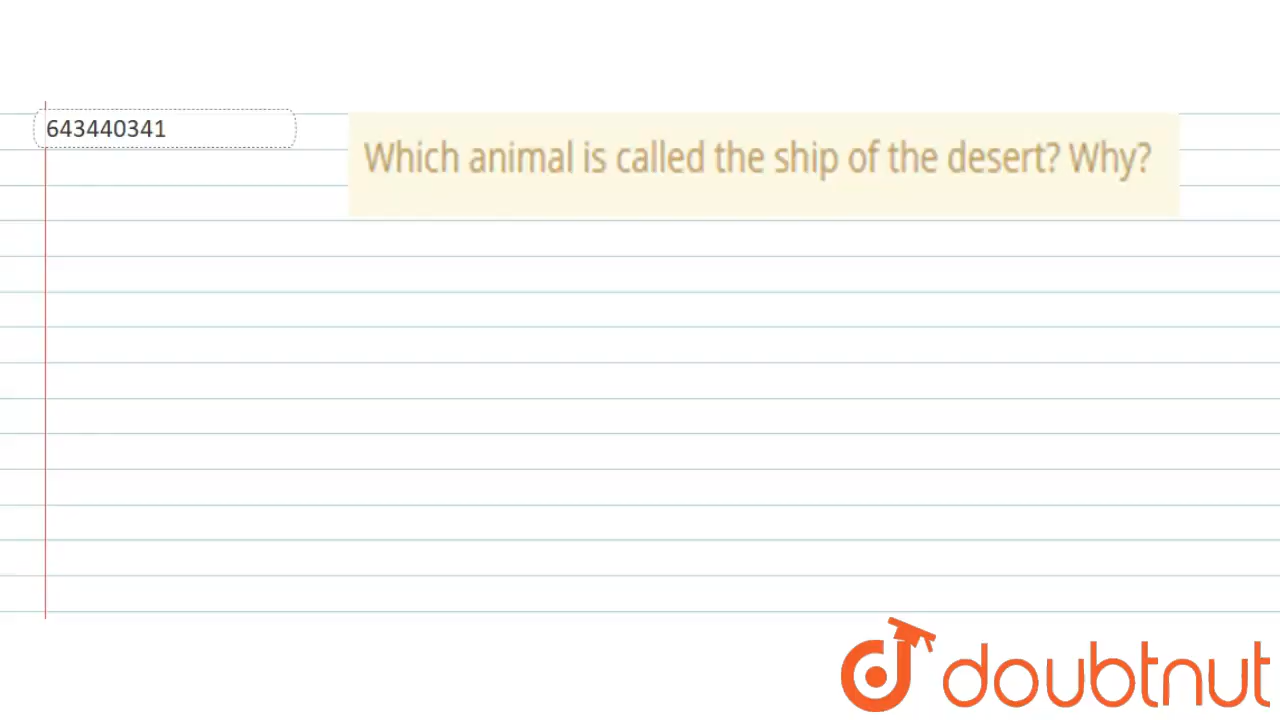 643440341
Which animal is called the ship of the desert? Why?
doubtnut